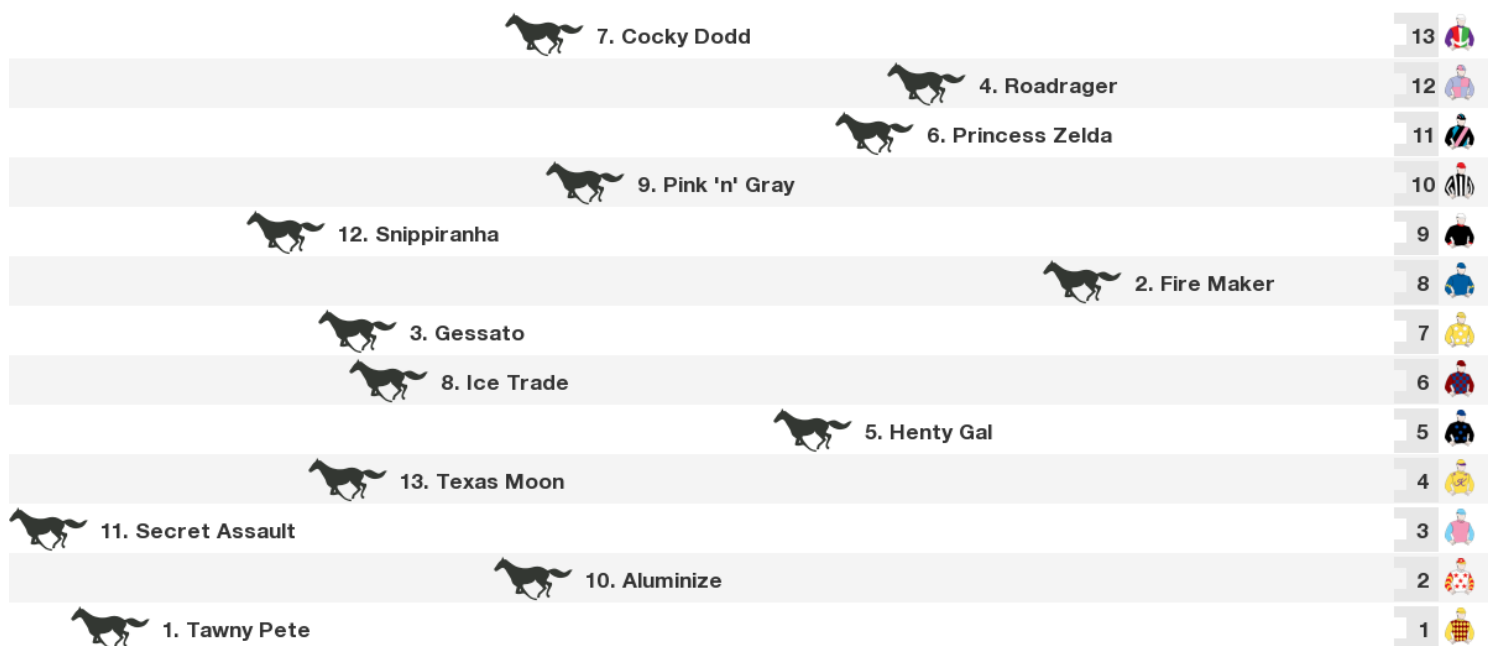 7. Cocky Dodd 13
4. Roadrager 12
6. Princess Zelda 11
9. Pink 'n' Gray 10
12. Snippiranha 9
2. Fire Maker 8
3. Gessato 7
8. Ice Trade 6
5. Henty Gal 5
13. Texas Moon 4
11. Secret Assault 3
10. Aluminize 2
1. Tawny Pete 1